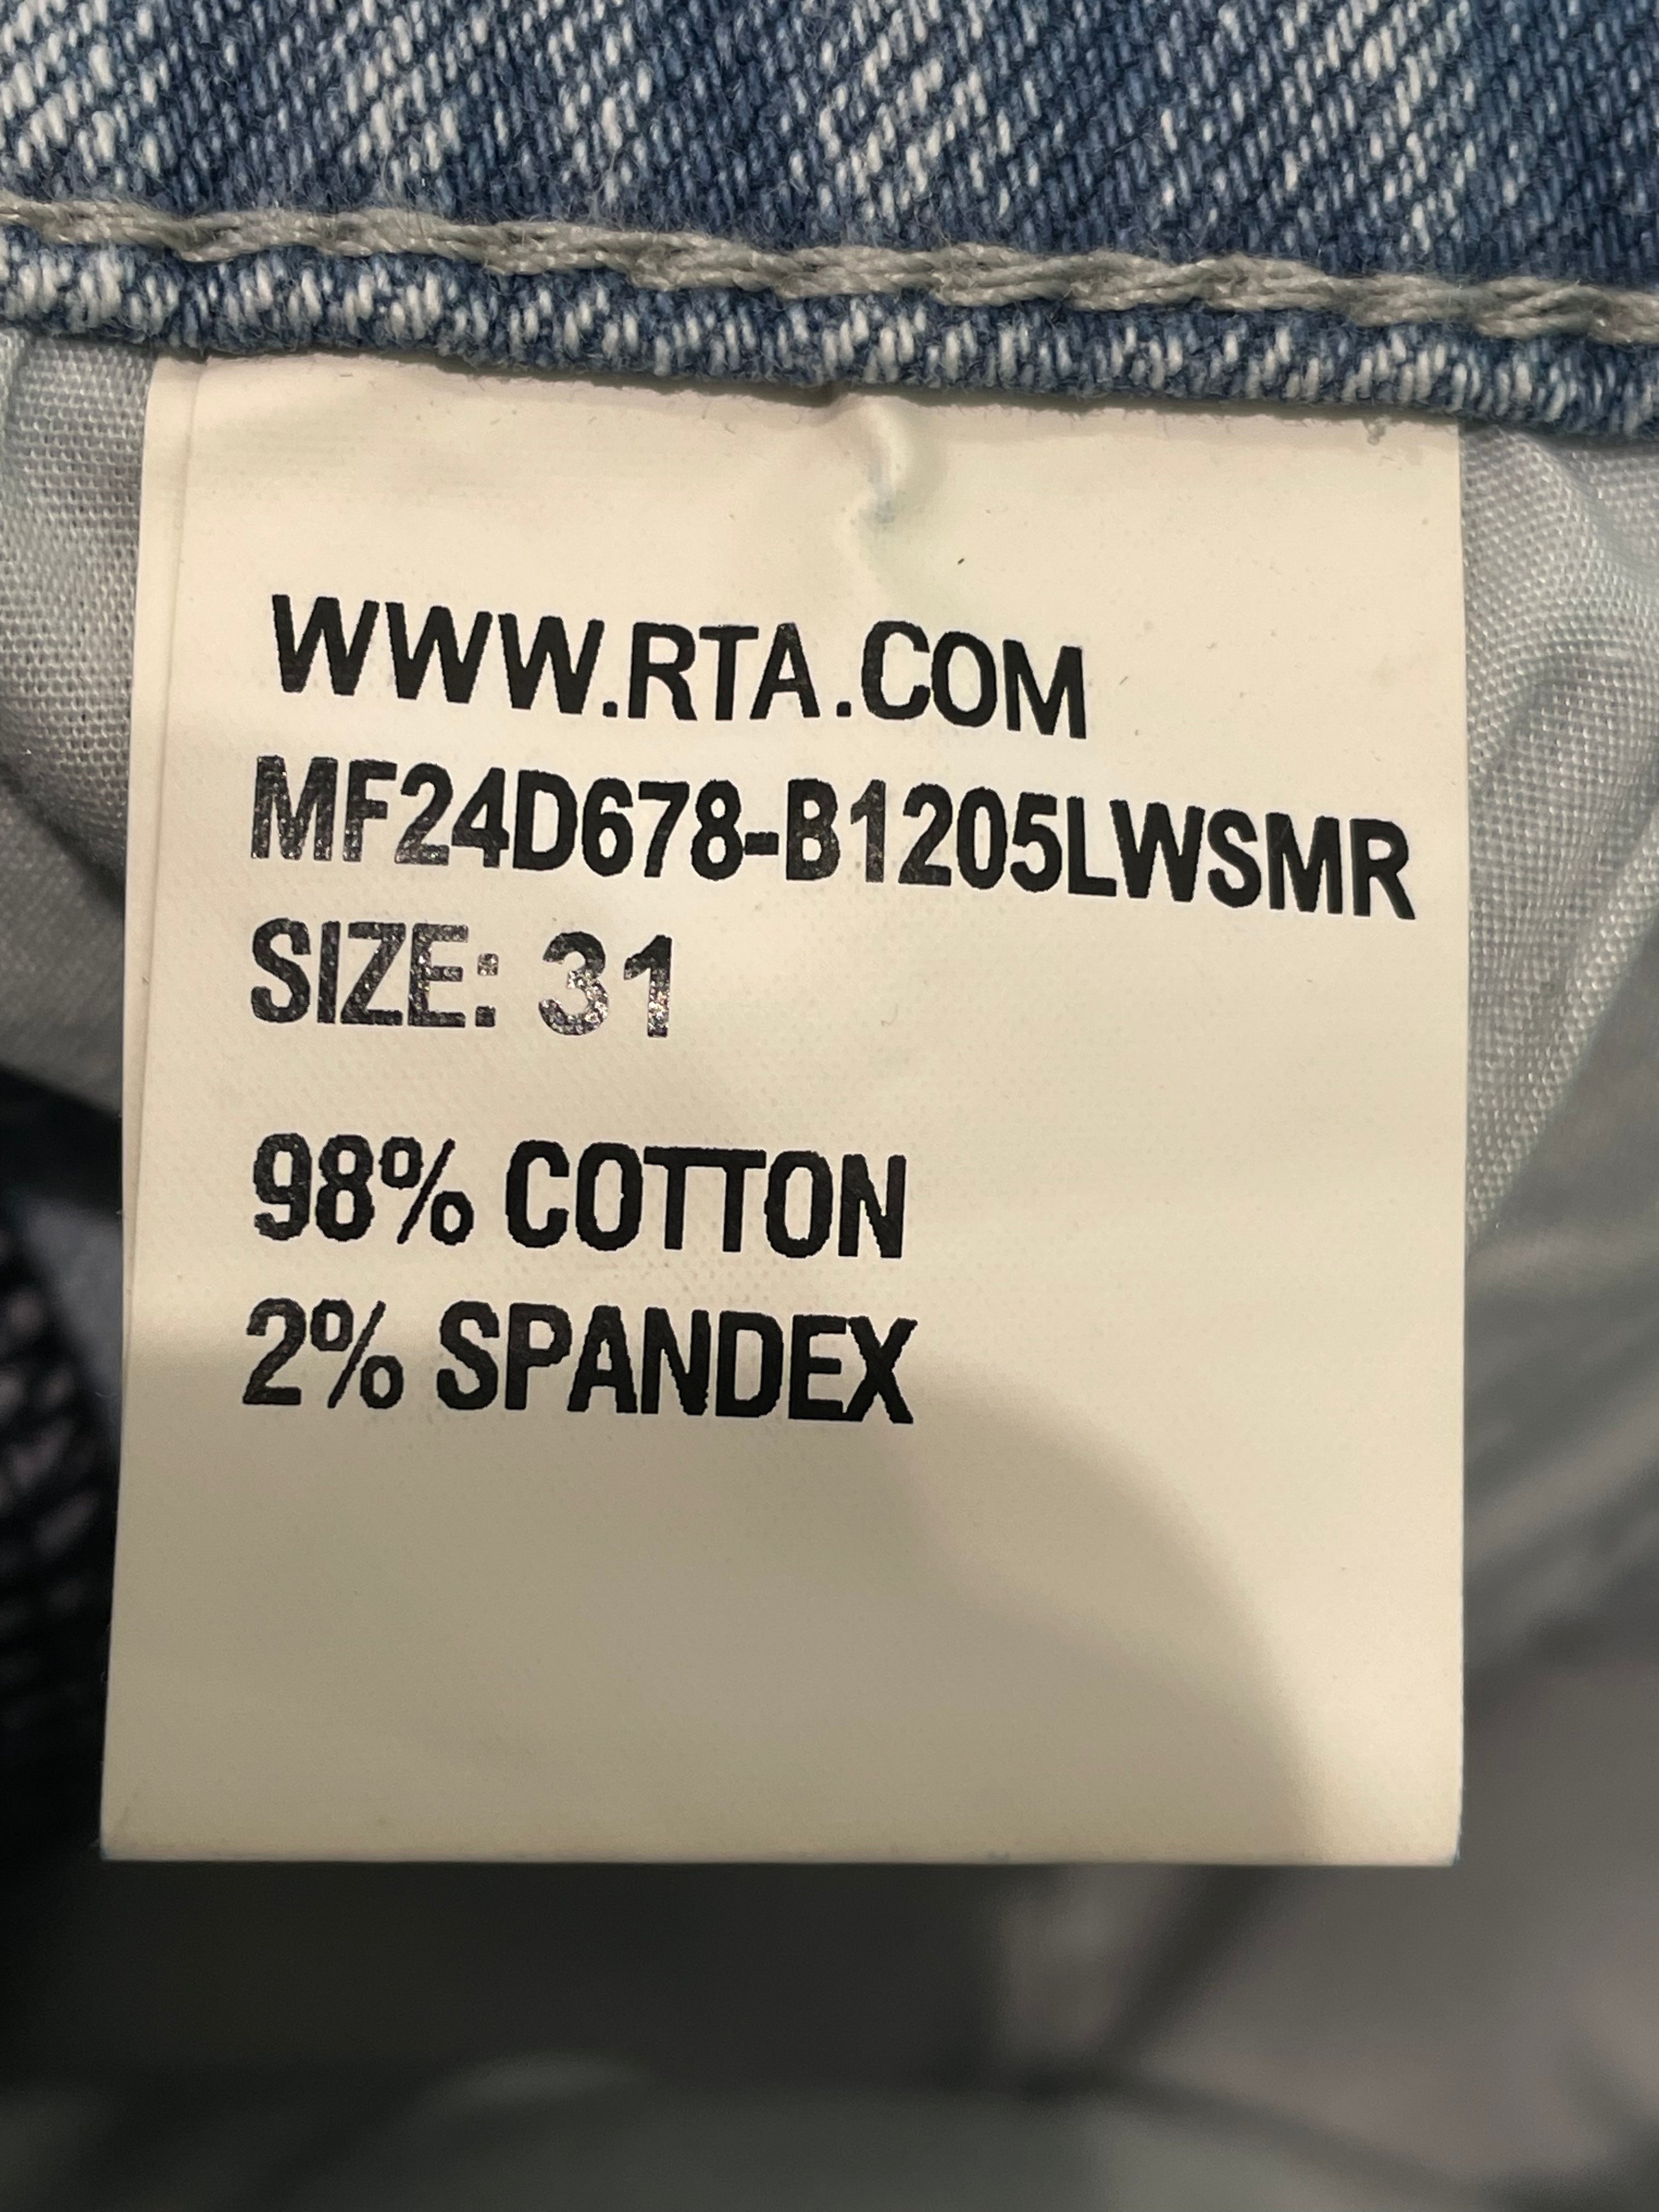 WWW.RTA.COM
MF24D678-B1205LWSMR
SIZE: 31
98% COTTON
2% SPANDEX